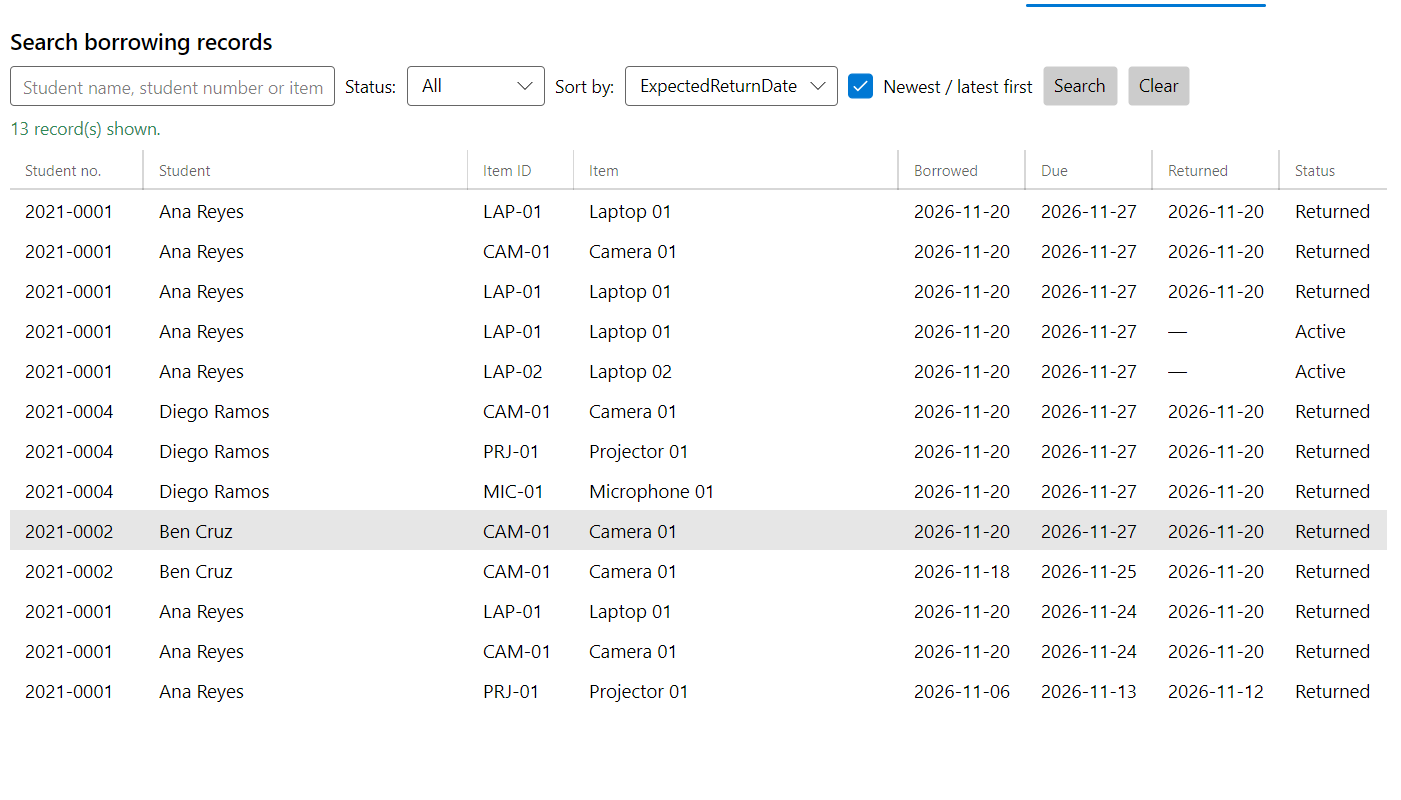 Search borrowing records
Student name, student number or item Status: All Sort by: ExpectedReturnDate Newest / latest first Search Clear
13 record(s) shown.
Student no. Student Item ID Item Borrowed Due Returned Status
2021-0001 Ana Reyes LAP-01 Laptop 01 2026-11-20 2026-11-27 2026-11-20 Returned
2021-0001 Ana Reyes CAM-01 Camera 01 2026-11-20 2026-11-27 2026-11-20 Returned
2021-0001 Ana Reyes LAP-01 Laptop 01 2026-11-20 2026-11-27 2026-11-20 Returned
2021-0001 Ana Reyes LAP-01 Laptop 01 2026-11-20 2026-11-27 — Active
2021-0001 Ana Reyes LAP-02 Laptop 02 2026-11-20 2026-11-27 — Active
2021-0004 Diego Ramos CAM-01 Camera 01 2026-11-20 2026-11-27 2026-11-20 Returned
2021-0004 Diego Ramos PRJ-01 Projector 01 2026-11-20 2026-11-27 2026-11-20 Returned
2021-0004 Diego Ramos MIC-01 Microphone 01 2026-11-20 2026-11-27 2026-11-20 Returned
2021-0002 Ben Cruz CAM-01 Camera 01 2026-11-20 2026-11-27 2026-11-20 Returned
2021-0002 Ben Cruz CAM-01 Camera 01 2026-11-18 2026-11-25 2026-11-20 Returned
2021-0001 Ana Reyes LAP-01 Laptop 01 2026-11-20 2026-11-24 2026-11-20 Returned
2021-0001 Ana Reyes CAM-01 Camera 01 2026-11-20 2026-11-24 2026-11-20 Returned
2021-0001 Ana Reyes PRJ-01 Projector 01 2026-11-06 2026-11-13 2026-11-12 Returned